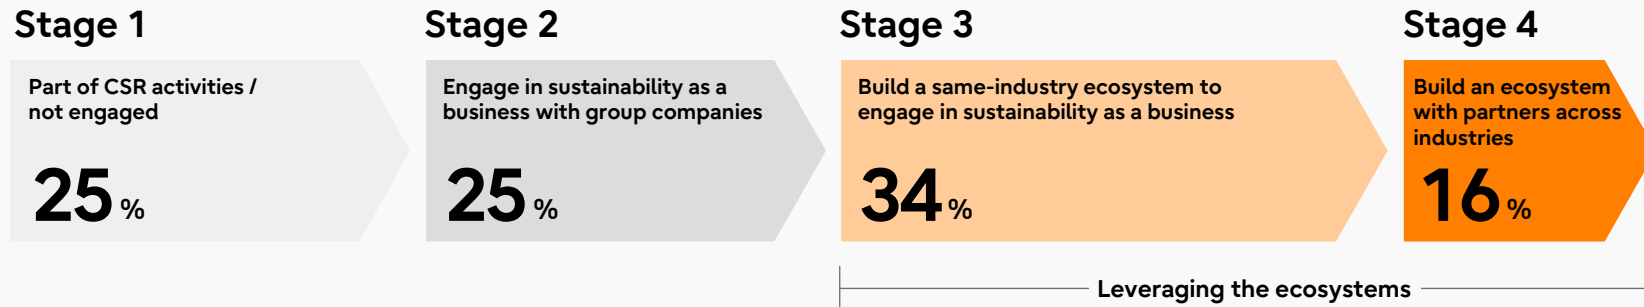 Stage 1
Part of CSR activities /
not engaged
25 %
Stage 2
Engage in sustainability as a
business with group companies
25 %
Stage 3
Build a same-industry ecosystem to
engage in sustainability as a business
34 %
Stage 4
Build an ecosystem
with partners across
industries
16 %
Leveraging the ecosystems